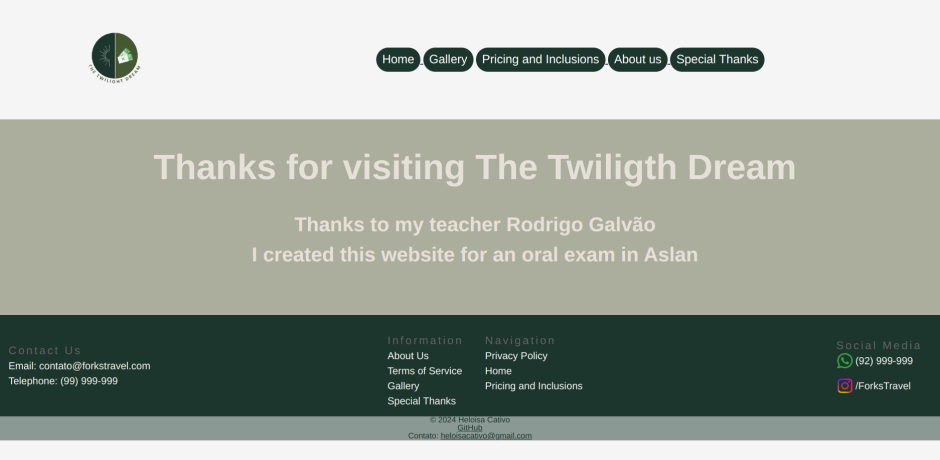 THE TWILIGHT DREAM
Home Gallery Pricing and Inclusions About us Special Thanks
Thanks for visiting The Twiligth Dream
Thanks to my teacher Rodrigo Galvão
I created this website for an oral exam in Aslan
Contact Us
Email: contato@forkstravel.com
Telephone: (99) 999-999
Information
About Us
Terms of Service
Gallery
Special Thanks
Navigation
Privacy Policy
Home
Pricing and Inclusions
Social Media
(92) 999-999
/ForksTravel
© 2024 Heloisa Cativo
GitHub
Contato: heloisacativo@gmail.com